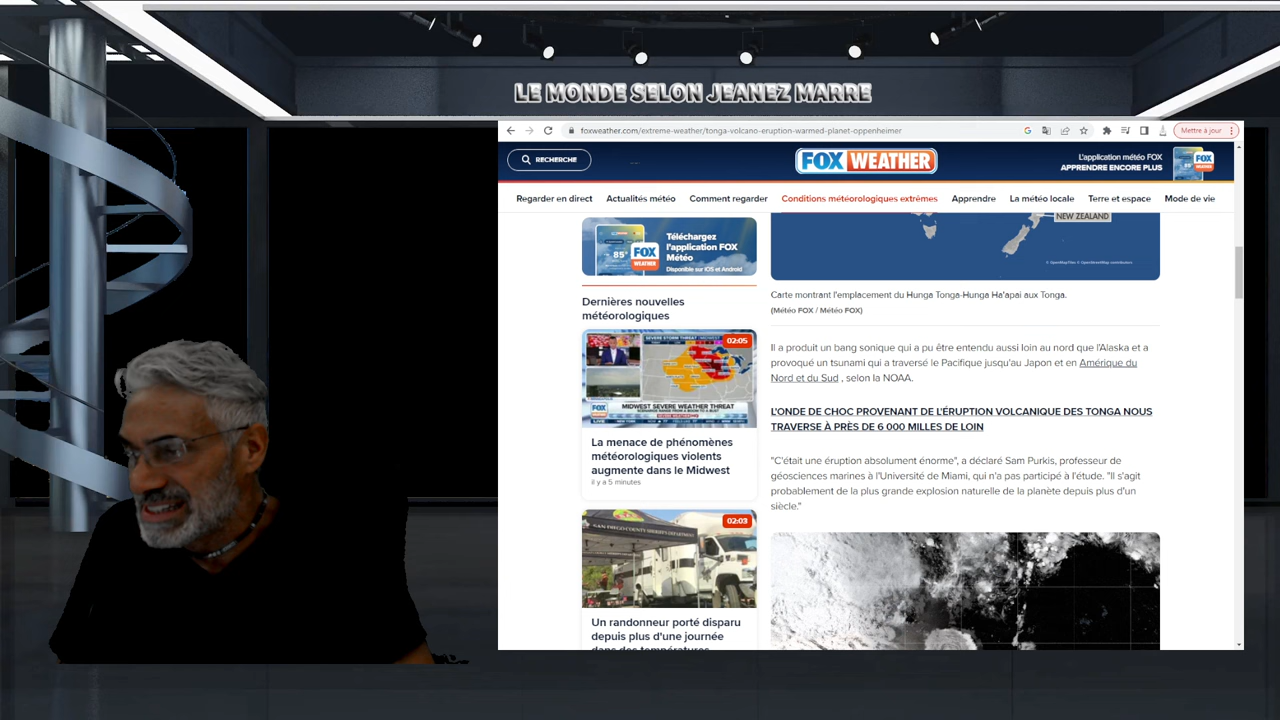 LE MONDE SELON JEANEZ MARRE
foxweather.com/extreme-weather/tonga-volcano-eruption-warmed-planet-oppenheimer
Mettre à jour
RECHERCHE
FOX WEATHER
L'application météo FOX
APPRENDRE ENCORE PLUS
FOX
Regarder en direct
Actualités météo
Comment regarder
Conditions météorologiques extrêmes
Apprendre
La météo locale
Terre et espace
Mode de vie
85°
FOX
WEATHER
Téléchargez
l'application FOX
Météo
Disponible sur iOS et Android
Dernières nouvelles
météorologiques
SEVERE STORM THREAT
02:05
MIDWEST SEVERE WEATHER THREAT
La menace de phénomènes
météorologiques violents
augmente dans le Midwest
il y a 5 minutes
02:03
Un randonneur porté disparu
depuis plus d'une journée
dans des températures
NEW ZEALAND
Carte montrant l'emplacement du Hunga Tonga-Hunga Ha'apai aux Tonga.
(Météo FOX / Météo FOX)
Il a produit un bang sonique qui a pu être entendu aussi loin au nord que l'Alaska et a
provoqué un tsunami qui a traversé le Pacifique jusqu'au Japon et en Amérique du
Nord et du Sud , selon la NOAA.
L'ONDE DE CHOC PROVENANT DE L'ÉRUPTION VOLCANIQUE DES TONGA NOUS
TRAVERSE À PRÈS DE 6 000 MILLES DE LOIN
"C'était une éruption absolument énorme", a déclaré Sam Purkis, professeur de
géosciences marines à l'Université de Miami, qui n'a pas participé à l'étude. "Il s'agit
probablement de la plus grande explosion naturelle de la planète depuis plus d'un
siècle."